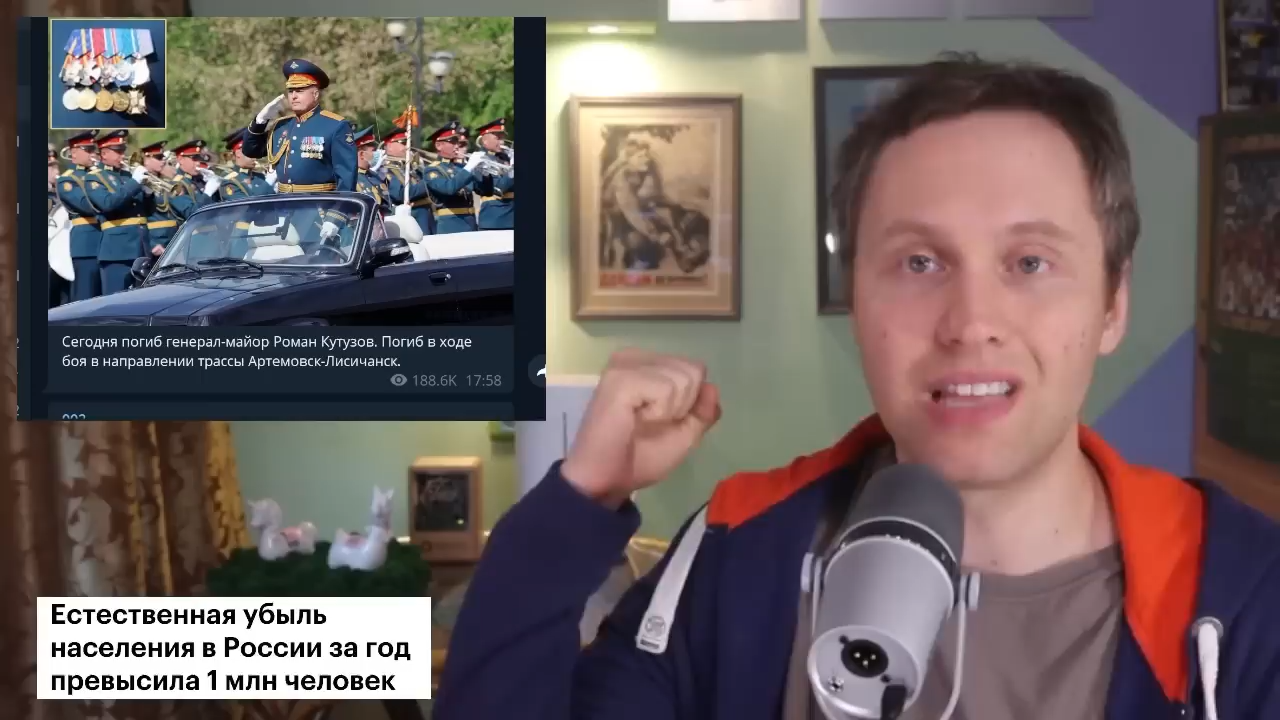 Сегодня погиб генерал-майор Роман Кутузов. Погиб в ходе
боя в направлении трассы Артемовск-Лисичанск.
188.6K 17:58
Естественная убыль
населения в России за год
превысила 1 млн человек